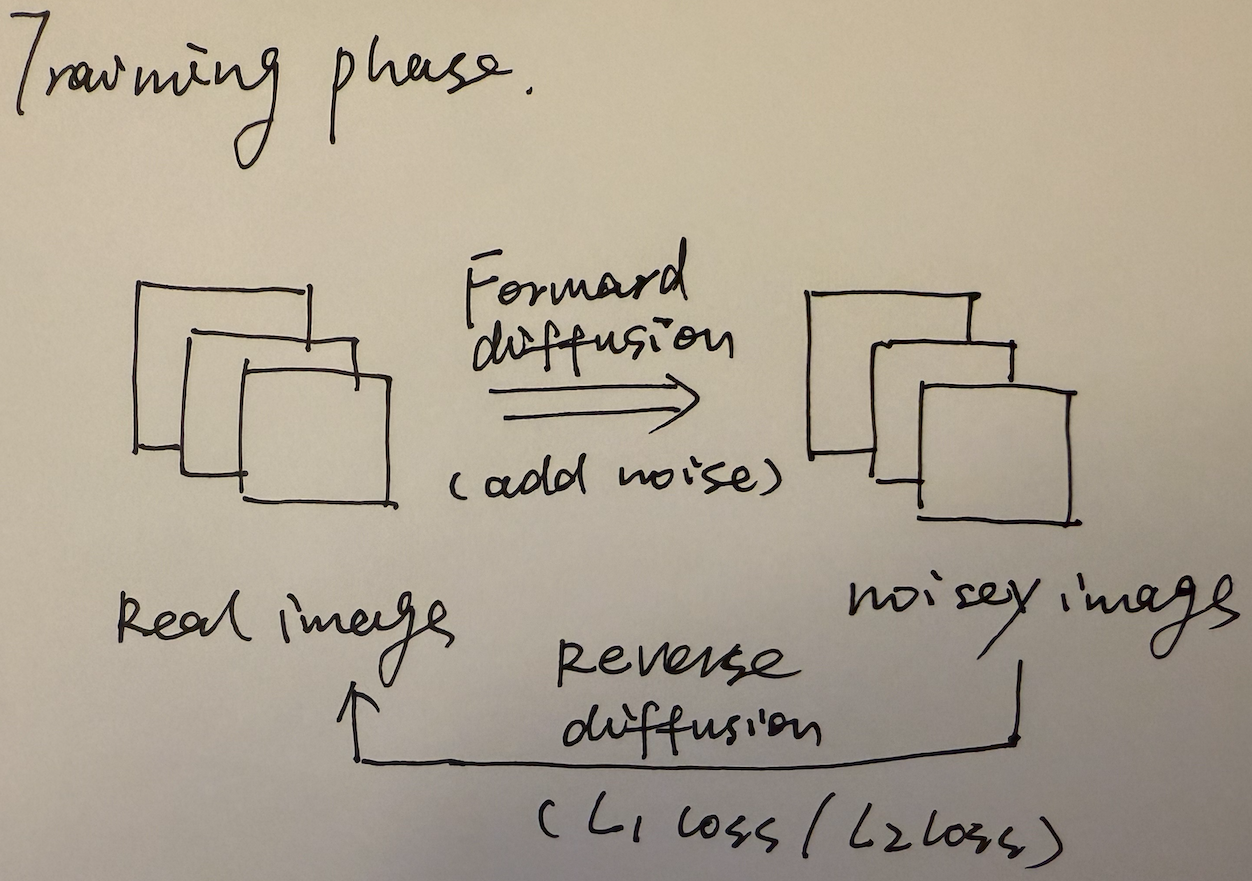 Training phase.
Forward
diffusion
(add noise)
Real image
noisey image
Reverse
diffusion
(L1 loss / L2 loss)